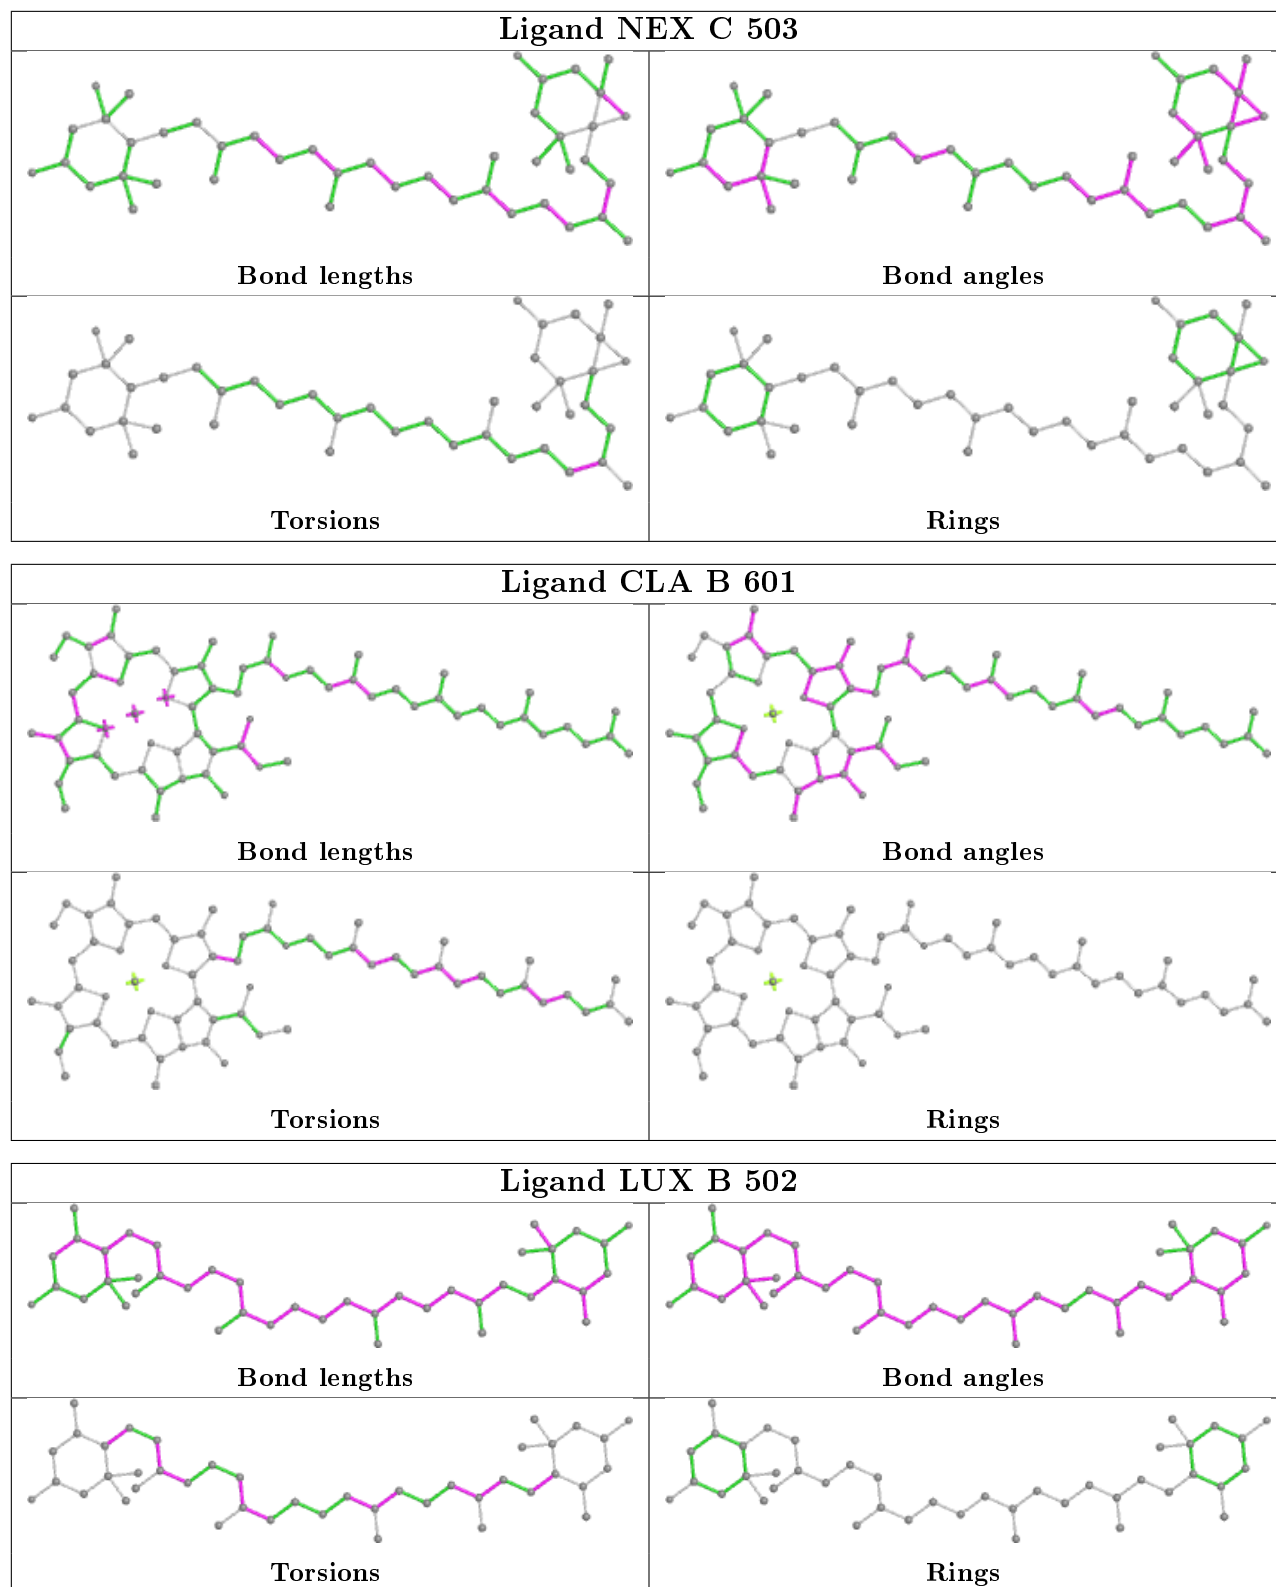 Ligand NEX C 503
Bond lengths
Bond angles
Torsions
Rings
Ligand CLA B 601
Bond lengths
Bond angles
Torsions
Rings
Ligand LUX B 502
Bond lengths
Bond angles
Torsions
Rings